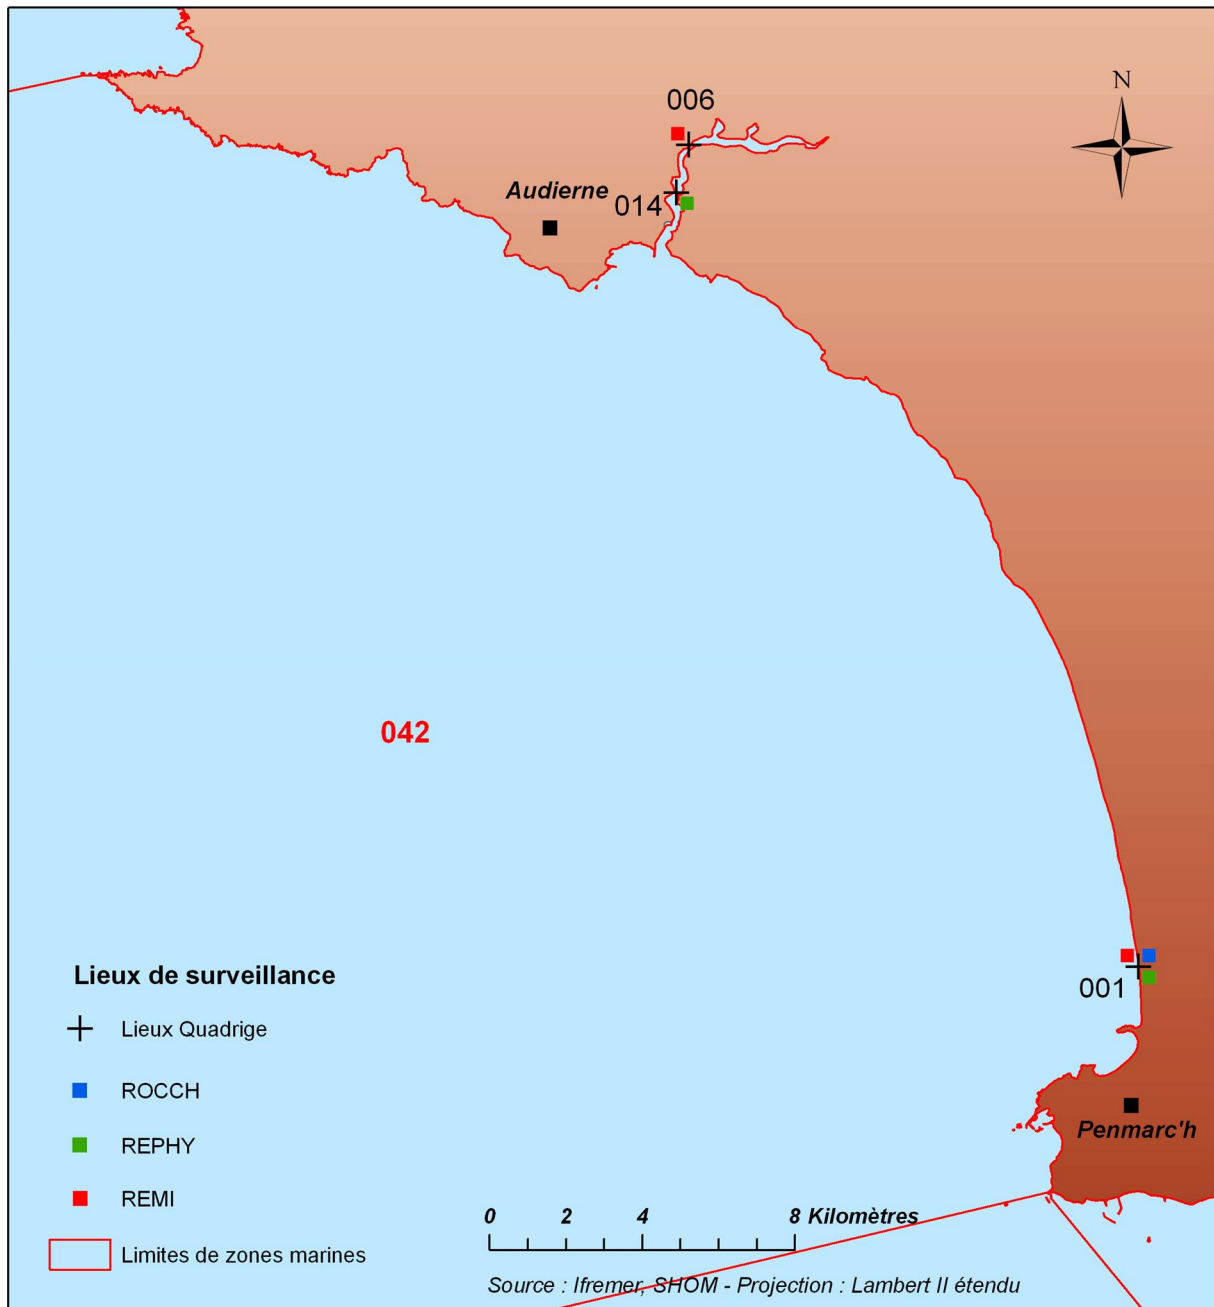 N
006
Audierne
014
042
001
Penmarc'h
Lieux de surveillance
Lieux Quadrige
ROCCH
REPHY
REMI
Limites de zones marines
0 2 4 8 Kilomètres
Source : Ifremer, SHOM - Projection : Lambert II étendu